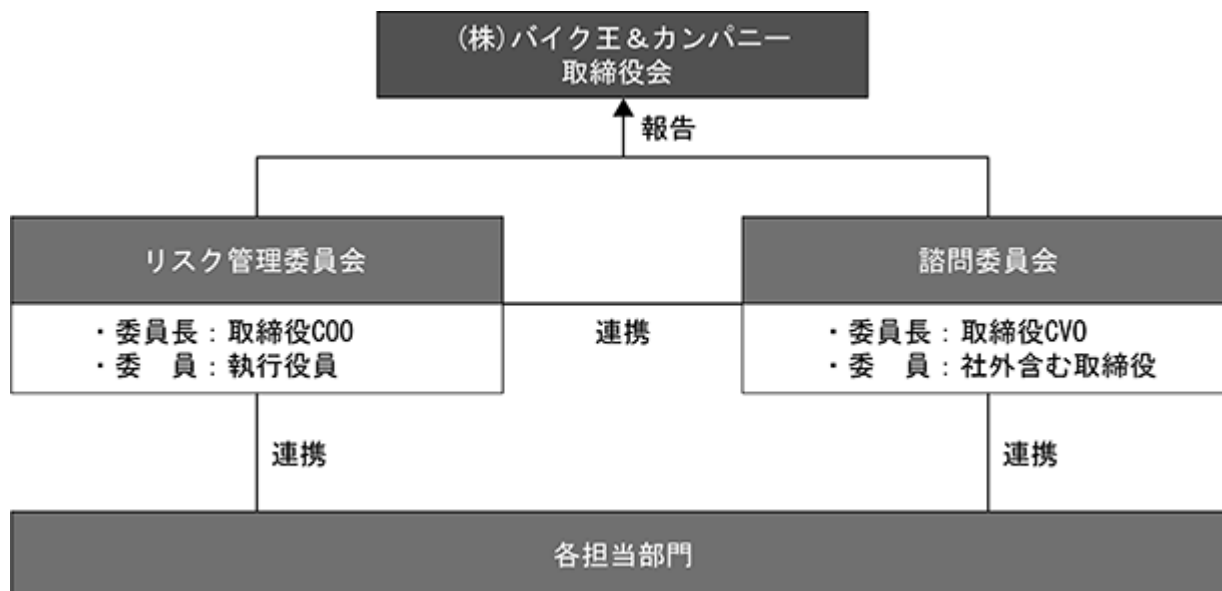 (株)バイク王＆カンパニー
取締役会
報告
リスク管理委員会
・委員長：取締役COO
・委　員：執行役員
連携
諮問委員会
・委員長：取締役CVO
・委　員：社外含む取締役
連携
連携
各担当部門